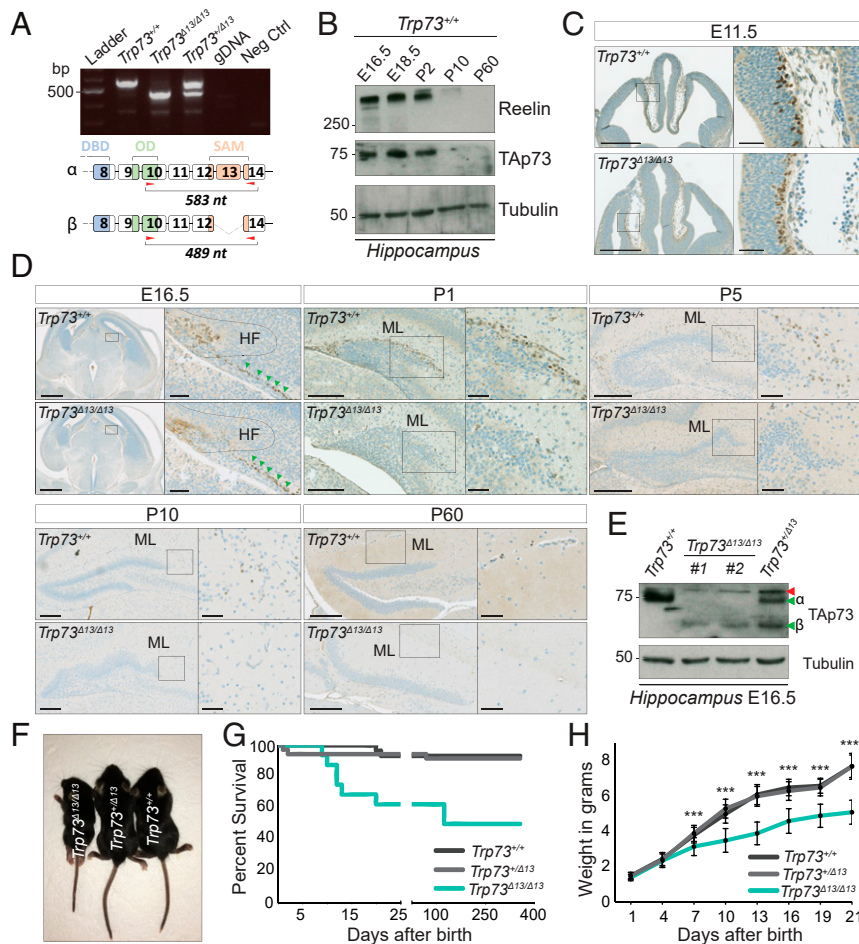 A
Ladder
Trp73+/+
Trp73Δ13/Δ13
Trp73+/Δ13
gDNA
Neg Ctrl
bp
500
DBD OD SAM
α 8 9 10 11 12 13 14
583 nt
β 8 9 10 11 12 14
489 nt
B
Trp73+/+
E16.5 E18.5 P2 P10 P60
Reelin
250
75
TAp73
50
Tubulin
Hippocampus
C
E11.5
Trp73+/+
Trp73Δ13/Δ13
D
E16.5
Trp73+/+
HF
Trp73Δ13/Δ13
HF
P1
Trp73+/+
ML
Trp73Δ13/Δ13
ML
P5
Trp73+/+
ML
Trp73Δ13/Δ13
ML
P10
Trp73+/+
ML
Trp73Δ13/Δ13
ML
P60
Trp73+/+
ML
Trp73Δ13/Δ13
ML
E
Trp73+/+
Trp73Δ13/Δ13
#1 #2
Trp73+/Δ13
75
α
TAp73
β
50
Tubulin
Hippocampus E16.5
F
Trp73Δ13/Δ13
Trp73+/Δ13
Trp73+/+
G
Percent Survival
100
80
60
40
20
0
5 15 25 100 250 400
Days after birth
Trp73+/+
Trp73+/Δ13
Trp73Δ13/Δ13
H
Weight in grams
8
6
4
2
0
*** *** *** *** *** ***
Trp73+/+
Trp73+/Δ13
Trp73Δ13/Δ13
1 4 7 10 13 16 19 21
Days after birth